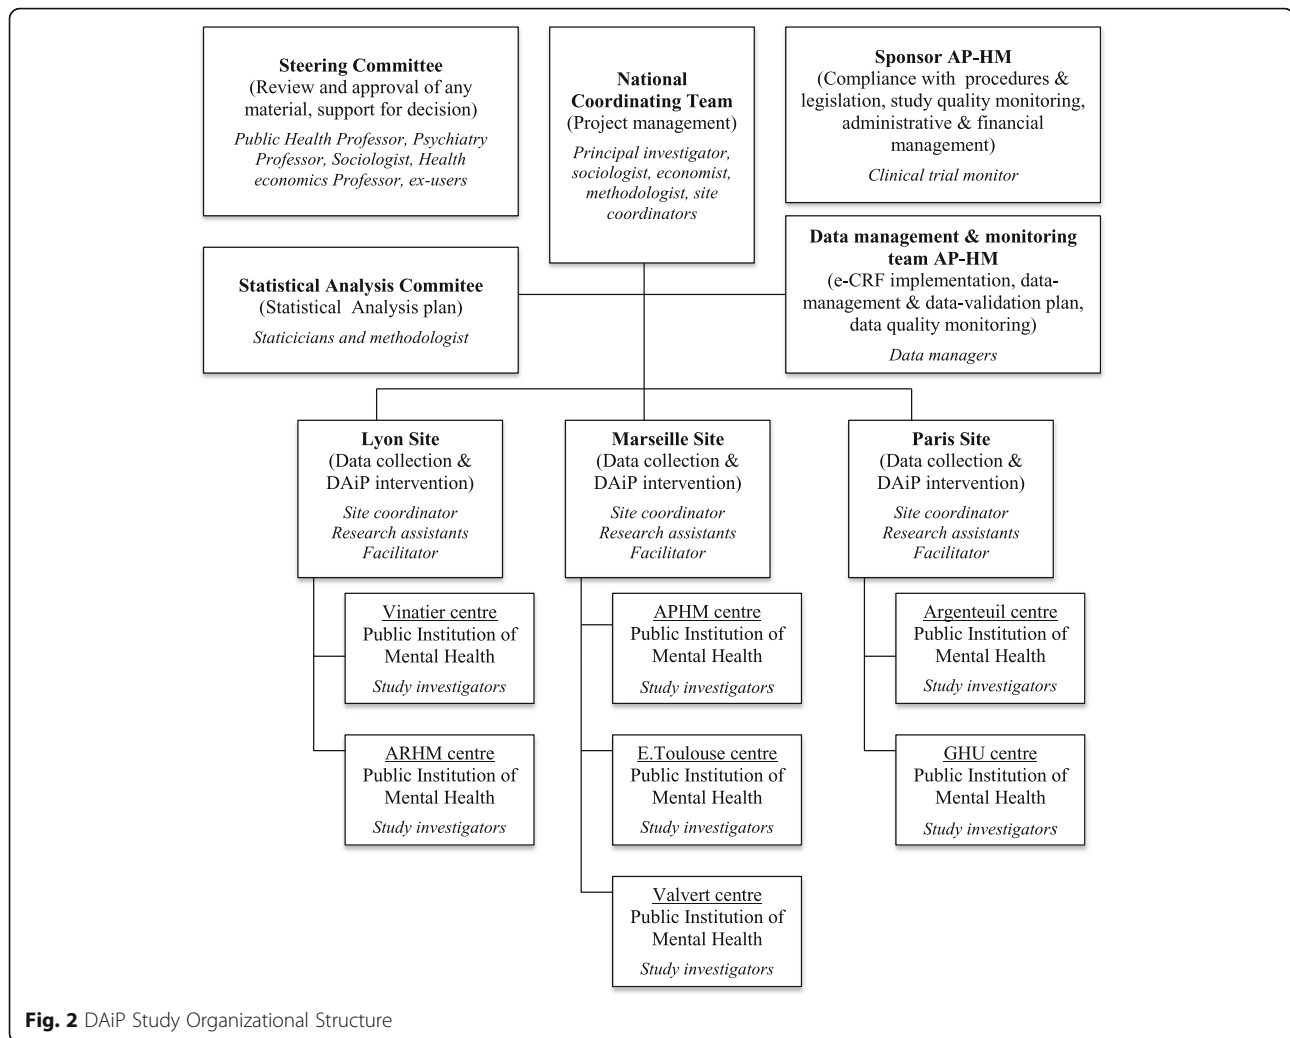 Steering Committee
(Review and approval of any
material, support for decision)
Public Health Professor, Psychiatry
Professor, Sociologist, Health
economics Professor, ex-users
National
Coordinating Team
(Project management)
Principal investigator,
sociologist, economist,
methodologist, site
coordinators
Sponsor AP-HM
(Compliance with procedures &
legislation, study quality monitoring,
administrative & financial
management)
Clinical trial monitor
Statistical Analysis Commitee
(Statistical Analysis plan)
Staticicians and methodologist
Data management & monitoring
team AP-HM
(e-CRF implementation, data-
management & data-validation plan,
data quality monitoring)
Data managers
Lyon Site
(Data collection &
DAiP intervention)
Site coordinator
Research assistants
Facilitator
Marseille Site
(Data collection &
DAiP intervention)
Site coordinator
Research assistants
Facilitator
Paris Site
(Data collection &
DAiP intervention)
Site coordinator
Research assistants
Facilitator
Vinatier centre
Public Institution of
Mental Health
Study investigators
ARHM centre
Public Institution of
Mental Health
Study investigators
APHM centre
Public Institution of
Mental Health
Study investigators
E.Toulouse centre
Public Institution of
Mental Health
Study investigators
Valvert centre
Public Institution of
Mental Health
Study investigators
Argenteuil centre
Public Institution of
Mental Health
Study investigators
GHU centre
Public Institution of
Mental Health
Study investigators
Fig. 2 DAiP Study Organizational Structure